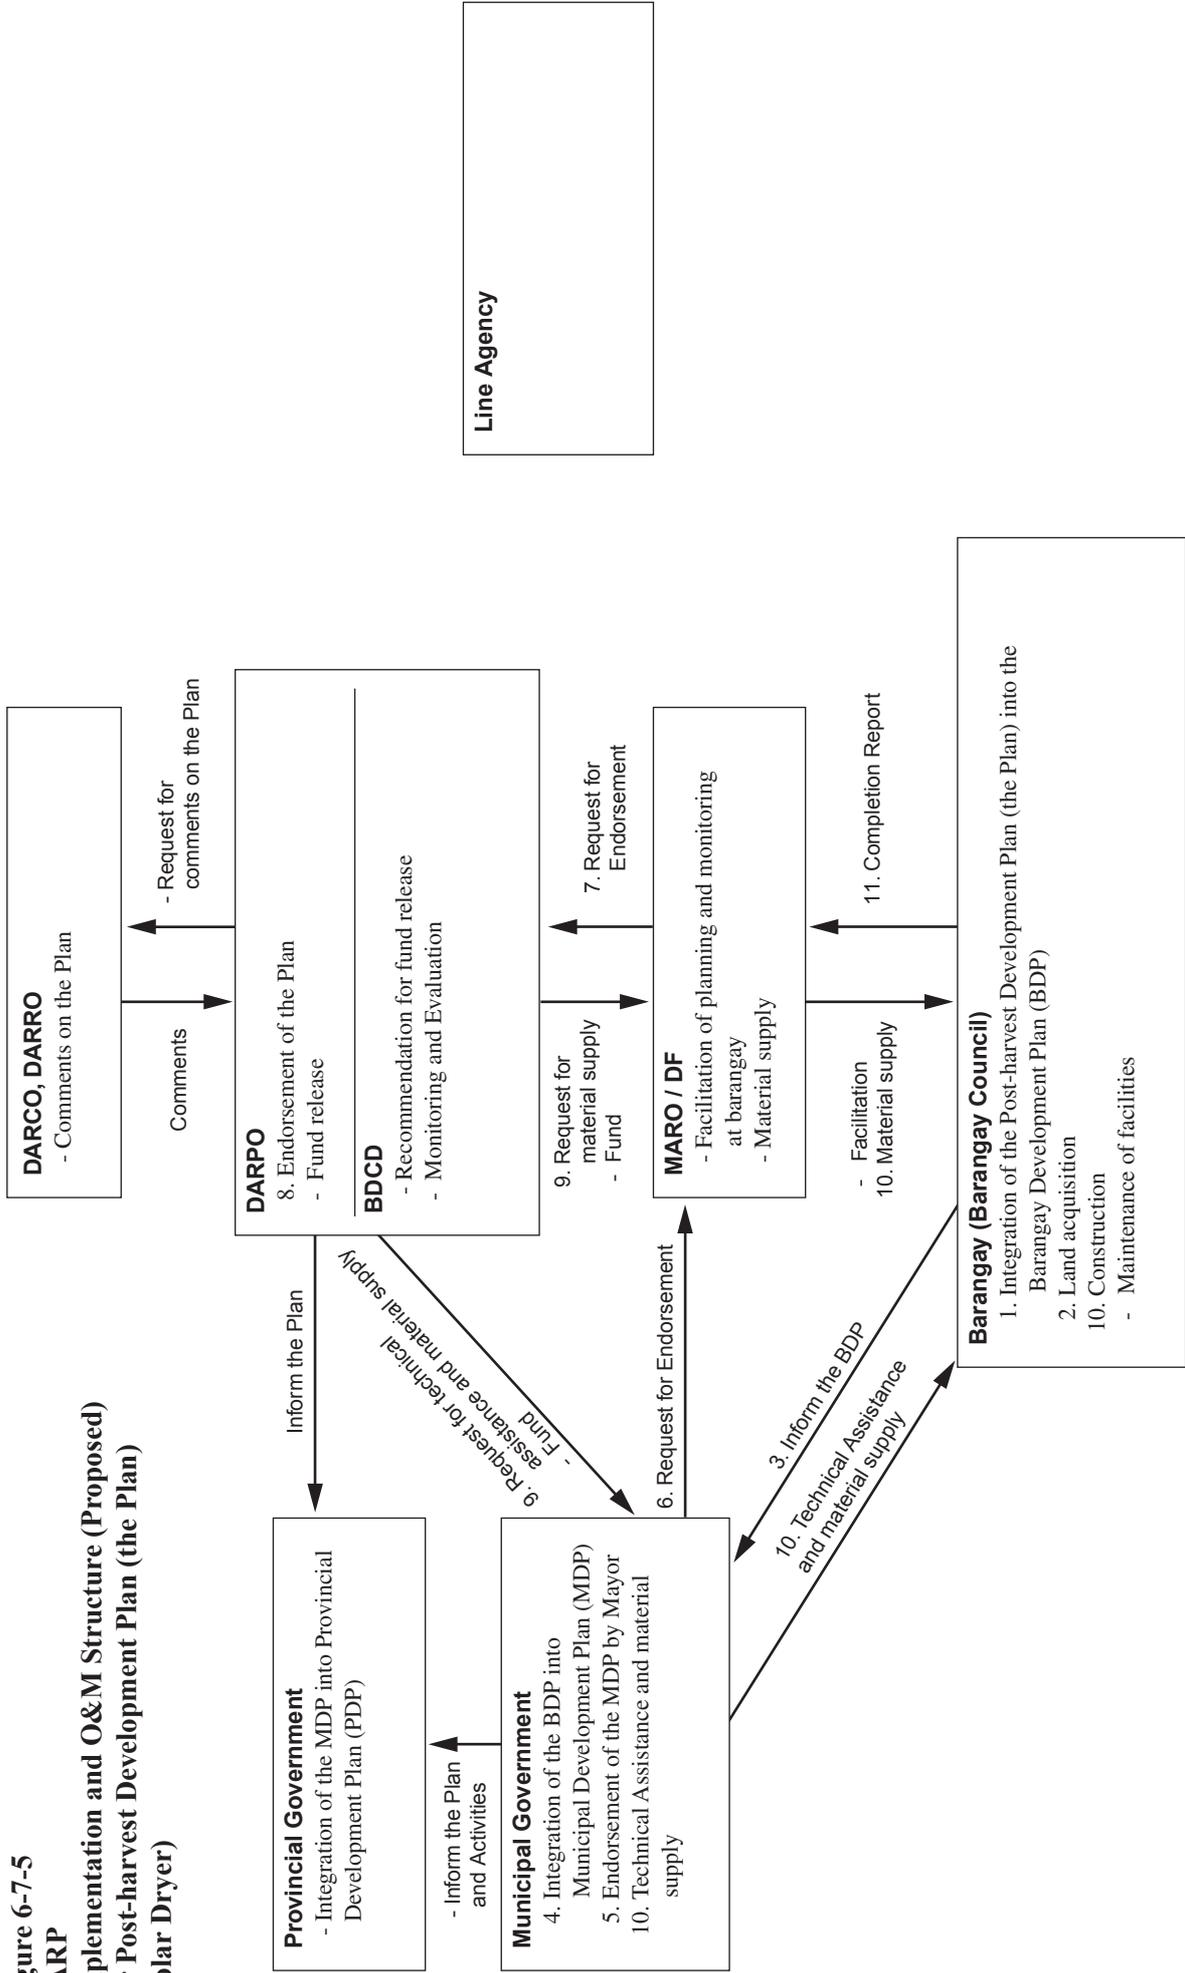 gure 6-7-5
ARP
plementation and O&M Structure (Proposed)
Post-harvest Development Plan (the Plan)
olar Dryer)
Provincial Government
- Integration of the MDP into Provincial
Development Plan (PDP)
- Inform the Plan
and Activities
Municipal Government
4. Integration of the BDP into
Municipal Development Plan (MDP)
5. Endorsement of the MDP by Mayor
10. Technical Assistance and material
supply
Inform the Plan
9. Request for technical
assistance and material supply
- Fund
6. Request for Endorsement
3. Inform the BDP
10. Technical Assistance
and material supply
DARCO, DARRO
- Comments on the Plan
Comments
- Request for
comments on the Plan
DARPO
8. Endorsement of the Plan
- Fund release
BDCD
- Recommendation for fund release
- Monitoring and Evaluation
9. Request for
material supply
- Fund
7. Request for
Endorsement
MARO / DF
- Facilitation of planning and monitoring
at barangay
- Material supply
- Facilitation
10. Material supply
11. Completion Report
Barangay (Barangay Council)
1. Integration of the Post-harvest Development Plan (the Plan) into the
Barangay Development Plan (BDP)
2. Land acquisition
10. Construction
- Maintenance of facilities
Line Agency